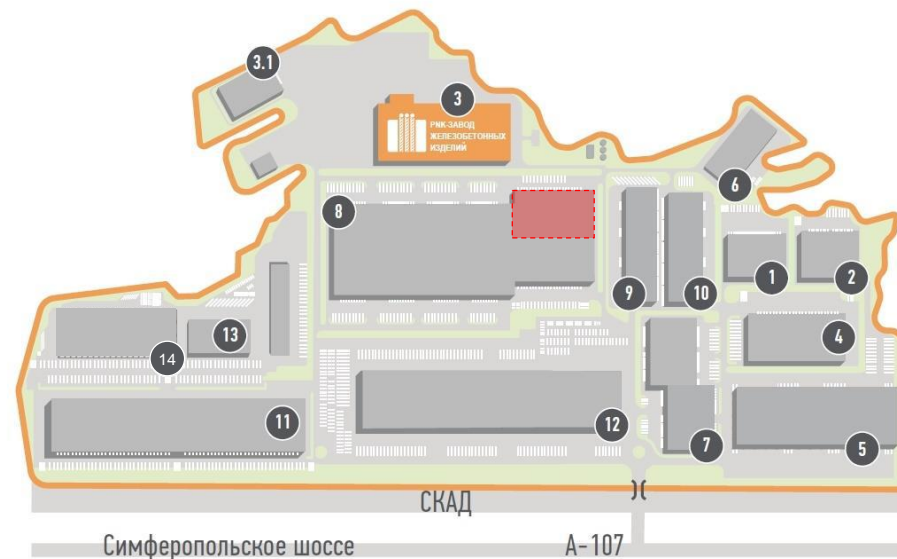 3.1
3
РНК-ЗАВОД
ЖЕЛЕЗОБЕТОННЫХ
ИЗДЕЛИЙ
6
8
9
10
1
2
13
14
4
11
12
7
5
СКАД
Симферопольское шоссе
А-107